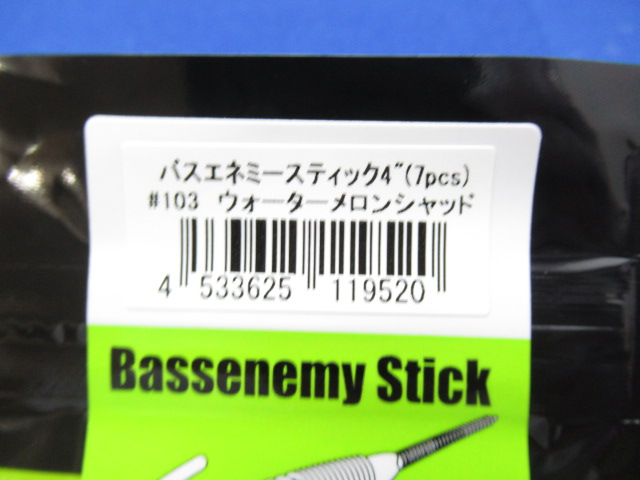 バスエネミースティック4"(7pcs)
#103 ウォーターメロンシャッド
4 533625 119520
Bassenemy Stick